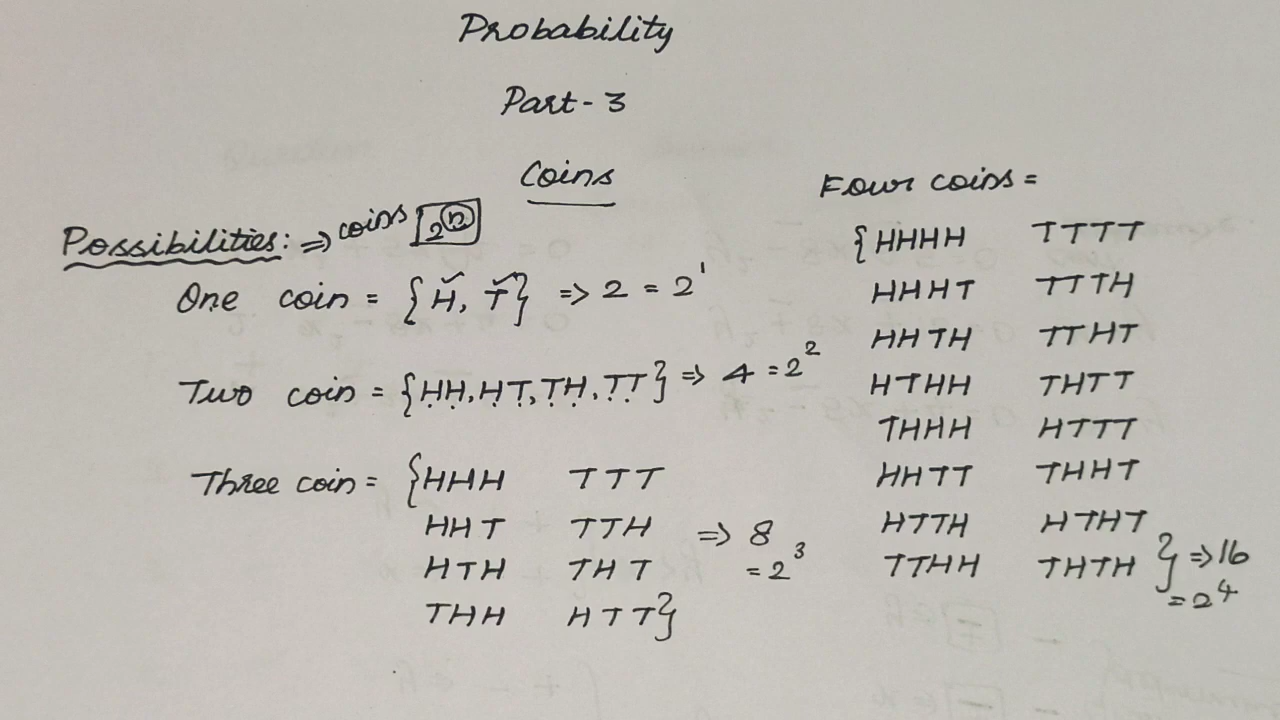 Probability
Part-3
Coins
Possibilities: ⇒ coins 2ⁿ
One coin = {H, T} ⇒ 2 = 2¹
Two coin = {HH, HT, TH, TT} ⇒ 4 = 2²
Three coin = {HHH TTT
HHT TTH ⇒ 8
HTH THT = 2³
THH HTT}
Four coins =
{HHHH TTTT
HHHT TTTH
HHTH TTHT
HTHH THTT
THHH HTTT
HHTT THHT
HTTH HTHT
TTHH THTH } ⇒ 16
= 2⁴